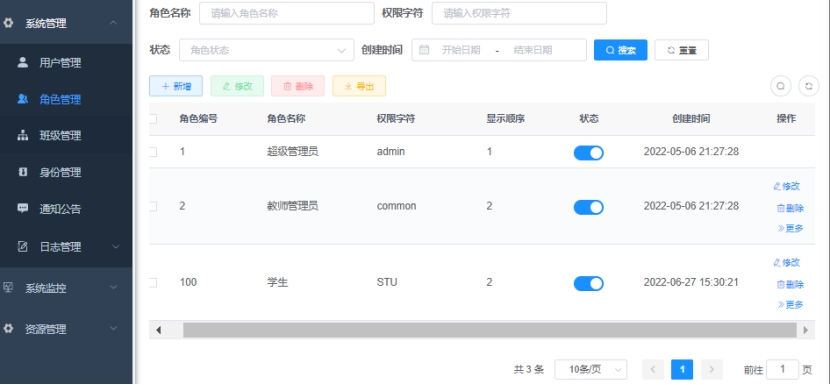 系统管理
用户管理
角色管理
班级管理
身份管理
通知公告
日志管理
系统监控
资源管理
角色名称 请输入角色名称 权限字符 请输入权限字符
状态 角色状态 创建时间 开始日期 - 结束日期 搜索 重置
+ 新增 修改 删除 导出
角色编号 角色名称 权限字符 显示顺序 状态 创建时间 操作
1 超级管理员 admin 1 2022-05-06 21:27:28
2 教师管理员 common 2 2022-05-06 21:27:28 修改
删除
更多
100 学生 STU 2 2022-06-27 15:30:21 修改
删除
更多
共 3 条 10条/页 1 前往 1 页